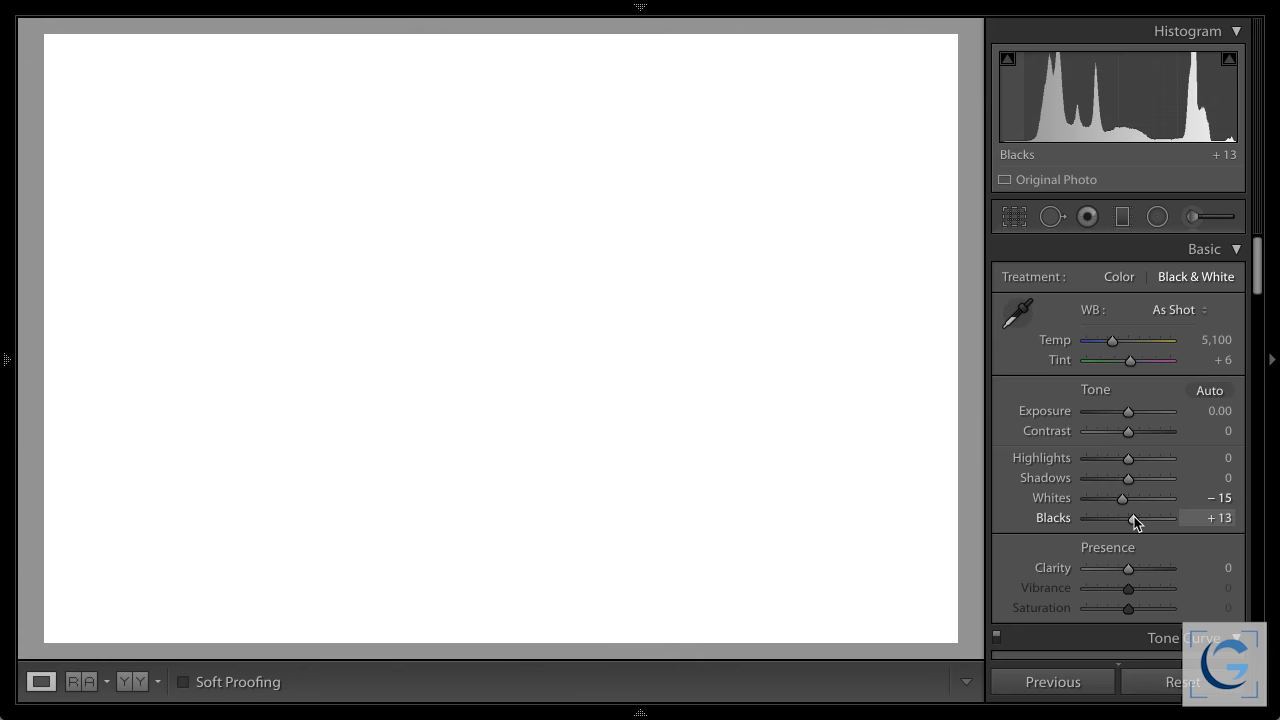 Histogram
Blacks + 13
Original Photo
Basic
Treatment : Color Black & White
WB : As Shot
Temp 5,100
Tint + 6
Tone Auto
Exposure 0.00
Contrast 0
Highlights 0
Shadows 0
Whites – 15
Blacks + 13
Presence
Clarity 0
Vibrance 0
Saturation 0
Tone Curve
R A Y Y Soft Proofing
Previous Reset